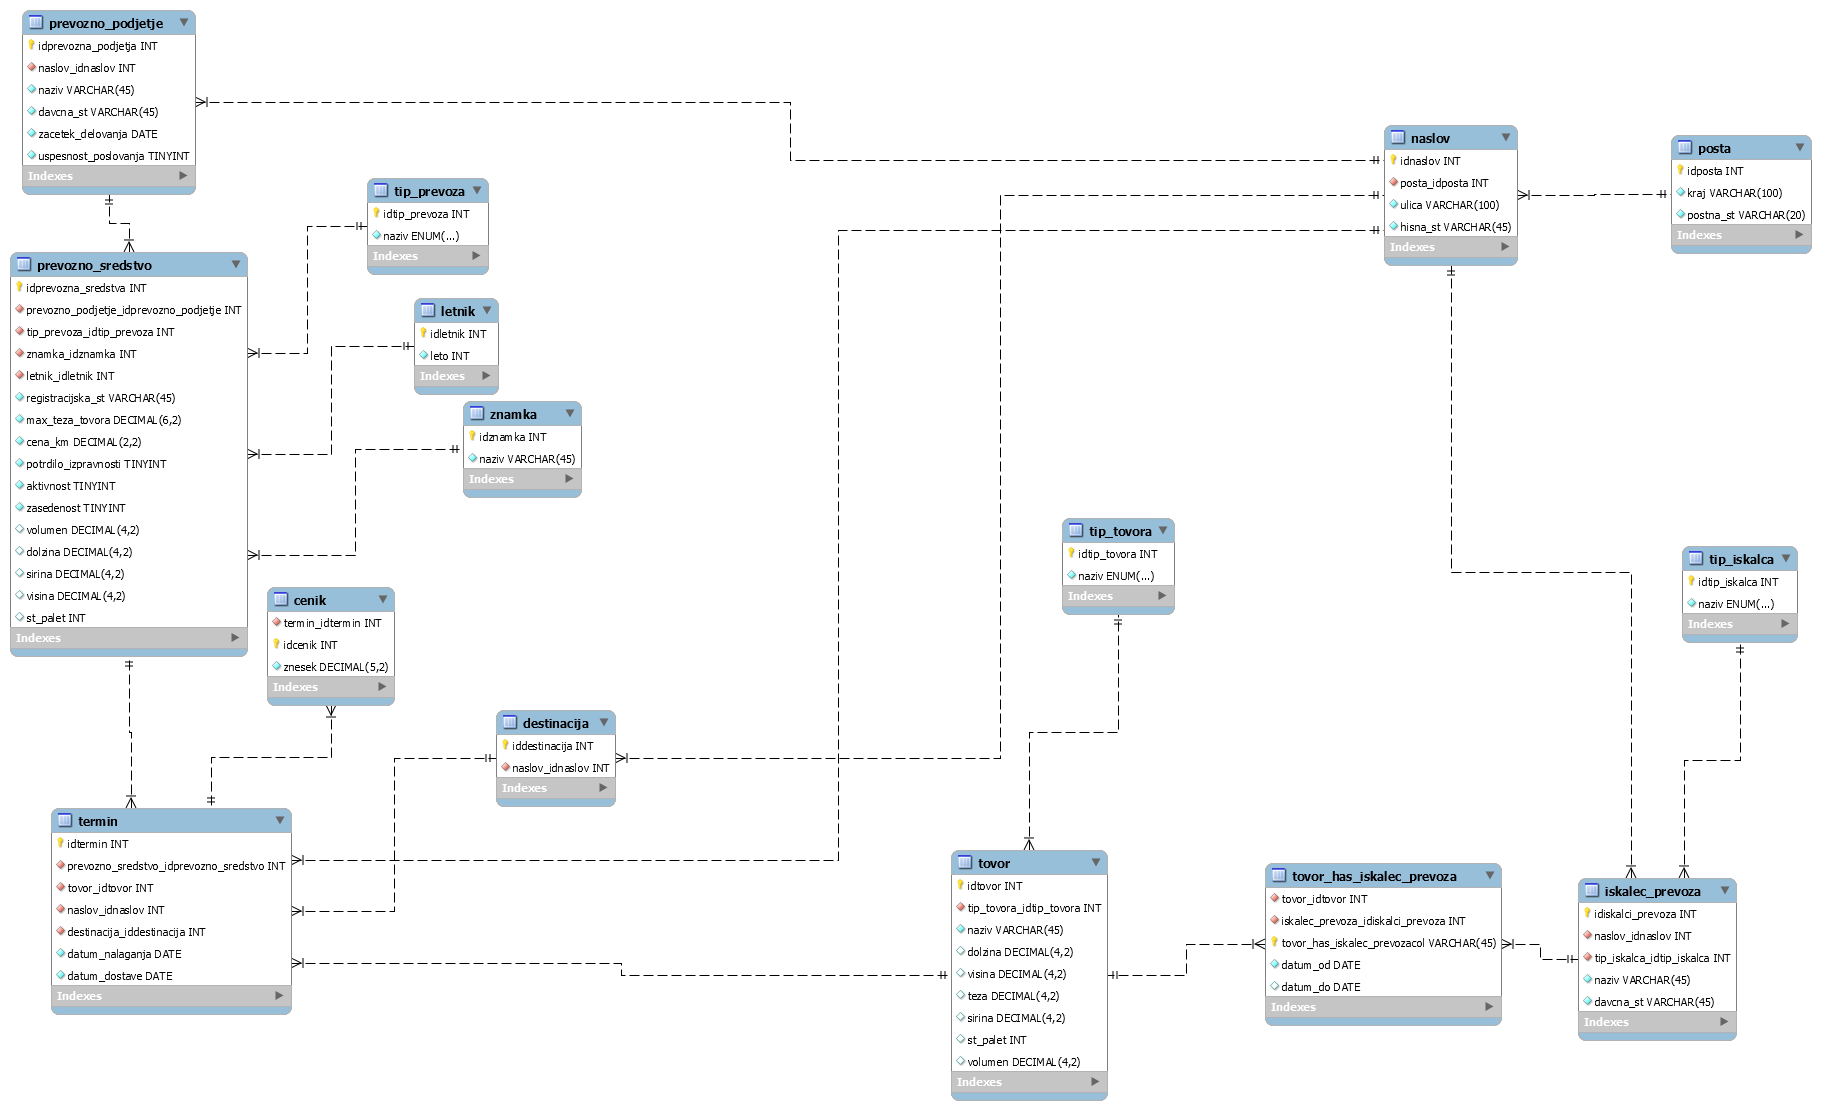 prevozno_podjetje
idprevozna_podjetja INT
naslov_idnaslov INT
naziv VARCHAR(45)
davcna_st VARCHAR(45)
zacetek_delovanja DATE
uspesnost_poslovanja TINYINT
Indexes
naslov
idnaslov INT
posta_idposta INT
ulica VARCHAR(100)
hisna_st VARCHAR(45)
Indexes
posta
idposta INT
kraj VARCHAR(100)
postna_st VARCHAR(20)
Indexes
tip_prevoza
idtip_prevoza INT
naziv ENUM(...)
Indexes
prevozno_sredstvo
idprevozna_sredstva INT
prevozno_podjetje_idprevozno_podjetje INT
tip_prevoza_idtip_prevoza INT
znamka_idznamka INT
letnik_idletnik INT
registracijska_st VARCHAR(45)
max_teza_tovora DECIMAL(6,2)
cena_km DECIMAL(2,2)
potrdilo_izpravnosti TINYINT
aktivnost TINYINT
zasedenost TINYINT
volumen DECIMAL(4,2)
dolzina DECIMAL(4,2)
sirina DECIMAL(4,2)
visina DECIMAL(4,2)
st_palet INT
Indexes
letnik
idletnik INT
leto INT
Indexes
znamka
idznamka INT
naziv VARCHAR(45)
Indexes
tip_tovora
idtip_tovora INT
naziv ENUM(...)
Indexes
tip_iskalca
idtip_iskalca INT
naziv ENUM(...)
Indexes
cenik
termin_idtermin INT
idcenik INT
znesek DECIMAL(5,2)
Indexes
destinacija
iddestinacija INT
naslov_idnaslov INT
Indexes
termin
idtermin INT
prevozno_sredstvo_idprevozno_sredstvo INT
tovor_idtovor INT
naslov_idnaslov INT
destinacija_iddestinacija INT
datum_nalaganja DATE
datum_dostave DATE
Indexes
tovor
idtovor INT
tip_tovora_idtip_tovora INT
naziv VARCHAR(45)
dolzina DECIMAL(4,2)
visina DECIMAL(4,2)
teza DECIMAL(4,2)
sirina DECIMAL(4,2)
st_palet INT
volumen DECIMAL(4,2)
Indexes
tovor_has_iskalec_prevoza
tovor_idtovor INT
iskalec_prevoza_idiskalci_prevoza INT
tovor_has_iskalec_prevozacol VARCHAR(45)
datum_od DATE
datum_do DATE
Indexes
iskalec_prevoza
idiskalci_prevoza INT
naslov_idnaslov INT
tip_iskalca_idtip_iskalca INT
naziv VARCHAR(45)
davcna_st VARCHAR(45)
Indexes